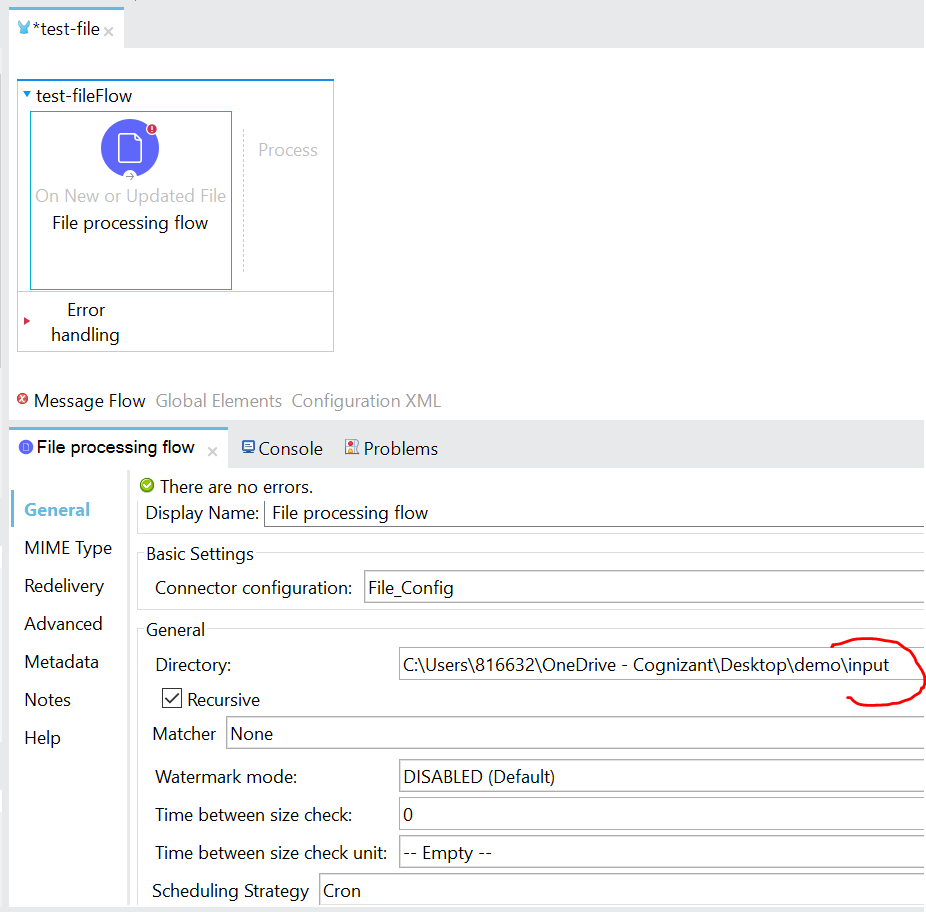 *test-file
test-fileFlow
Process
On New or Updated File
File processing flow
Error
handling
Message Flow Global Elements Configuration XML
File processing flow Console Problems
There are no errors.
General
Display Name: File processing flow
MIME Type
Basic Settings
Redelivery
Connector configuration: File_Config
Advanced
General
Metadata
Directory: C:\Users\816632\OneDrive - Cognizant\Desktop\demo\input
Notes
Recursive
Help
Matcher None
Watermark mode: DISABLED (Default)
Time between size check: 0
Time between size check unit: -- Empty --
Scheduling Strategy Cron